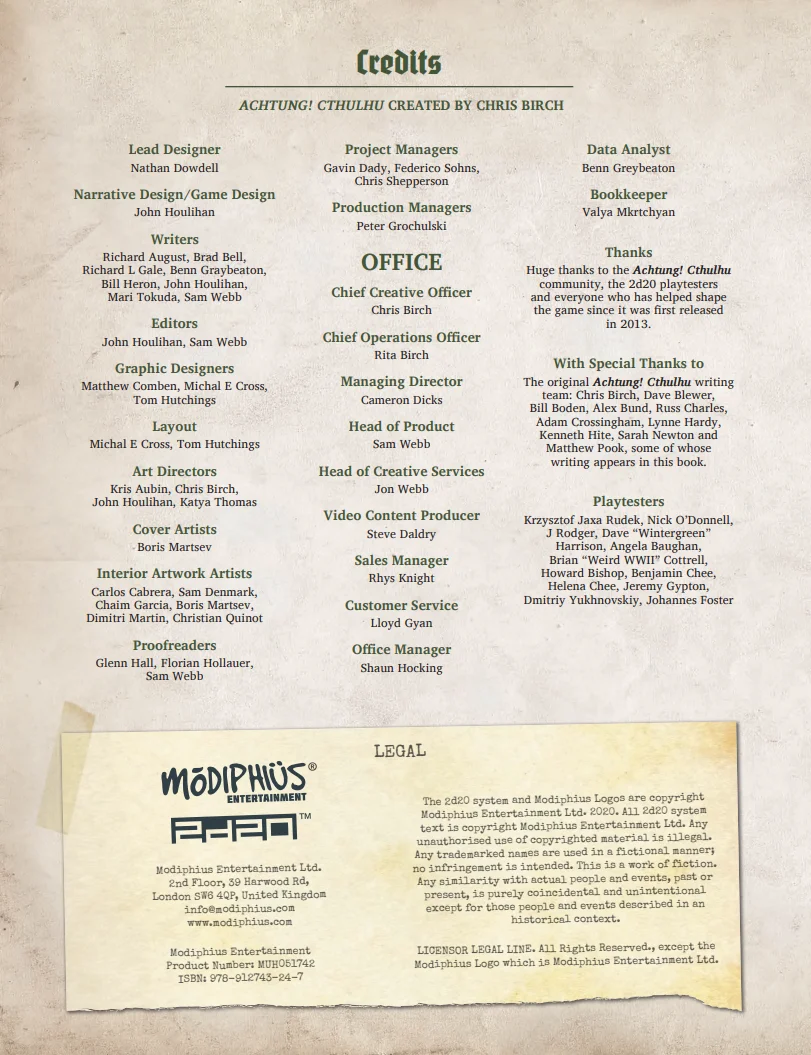 Credits
ACHTUNG! CTHULHU CREATED BY CHRIS BIRCH
Lead Designer
Nathan Dowdell
Narrative Design/Game Design
John Houlihan
Writers
Richard August, Brad Bell,
Richard L Gale, Benn Graybeaton,
Bill Heron, John Houlihan,
Mari Tokuda, Sam Webb
Editors
John Houlihan, Sam Webb
Graphic Designers
Matthew Comben, Michal E Cross,
Tom Hutchings
Layout
Michal E Cross, Tom Hutchings
Art Directors
Kris Aubin, Chris Birch,
John Houlihan, Katya Thomas
Cover Artists
Boris Martsev
Interior Artwork Artists
Carlos Cabrera, Sam Denmark,
Chaim Garcia, Boris Martsev,
Dimitri Martin, Christian Quinot
Proofreaders
Glenn Hall, Florian Hollauer,
Sam Webb
Project Managers
Gavin Dady, Federico Sohns,
Chris Shepperson
Production Managers
Peter Grochulski
OFFICE
Chief Creative Officer
Chris Birch
Chief Operations Officer
Rita Birch
Managing Director
Cameron Dicks
Head of Product
Sam Webb
Head of Creative Services
Jon Webb
Video Content Producer
Steve Daldry
Sales Manager
Rhys Knight
Customer Service
Lloyd Gyan
Office Manager
Shaun Hocking
Data Analyst
Benn Greybeaton
Bookkeeper
Valya Mkrtchyan
Thanks
Huge thanks to the Achtung! Cthulhu
community, the 2d20 playtesters
and everyone who has helped shape
the game since it was first released
in 2013.
With Special Thanks to
The original Achtung! Cthulhu writing
team: Chris Birch, Dave Blewer,
Bill Boden, Alex Bund, Russ Charles,
Adam Crossingham, Lynne Hardy,
Kenneth Hite, Sarah Newton and
Matthew Pook, some of whose
writing appears in this book.
Playtesters
Krzysztof Jaxa Rudek, Nick O’Donnell,
J Rodger, Dave “Wintergreen”
Harrison, Angela Baughan,
Brian “Weird WWII” Cottrell,
Howard Bishop, Benjamin Chee,
Helena Chee, Jeremy Gypton,
Dmitriy Yukhnovskiy, Johannes Foster
LEGAL
MŌDIPHIÜS®
ENTERTAINMENT
2D20™
Modiphius Entertainment Ltd.
2nd Floor, 39 Harwood Rd,
London SW6 4QP, United Kingdom
info@modiphius.com
www.modiphius.com
Modiphius Entertainment
Product Number: MUH051742
ISBN: 978-912743-24-7
The 2d20 system and Modiphius Logos are copyright
Modiphius Entertainment Ltd. 2020. All 2d20 system
text is copyright Modiphius Entertainment Ltd. Any
unauthorised use of copyrighted material is illegal.
Any trademarked names are used in a fictional manner;
no infringement is intended. This is a work of fiction.
Any similarity with actual people and events, past or
present, is purely coincidental and unintentional
except for those people and events described in an
historical context.
LICENSOR LEGAL LINE. All Rights Reserved., except the
Modiphius Logo which is Modiphius Entertainment Ltd.